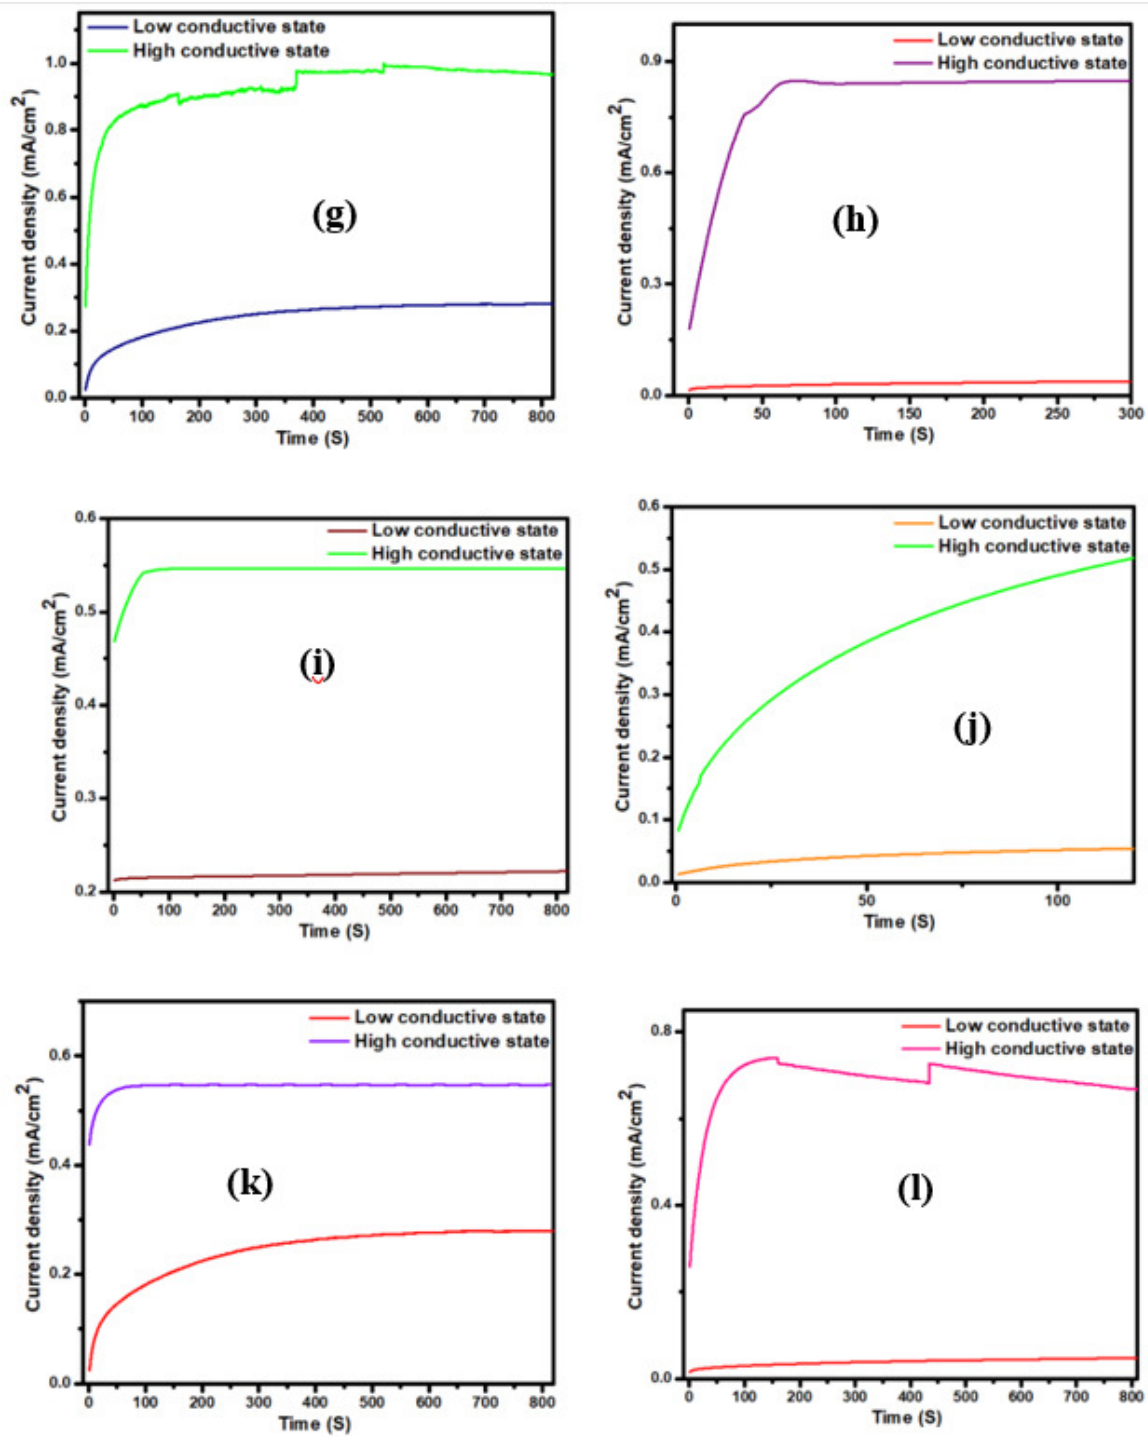 Low conductive state
High conductive state
1.0
0.8
0.6
0.4
0.2
0.0
Current density (mA/cm²)
(g)
0 100 200 300 400 500 600 700 800
Time (S)
Low conductive state
High conductive state
0.9
0.6
0.3
0.0
Current density (mA/cm²)
(h)
0 50 100 150 200 250 300
Time (S)
Low conductive state
High conductive state
0.6
0.5
0.4
0.3
0.2
Current density (mA/cm²)
(i)
0 100 200 300 400 500 600 700 800
Time (S)
Low conductive state
High conductive state
0.6
0.5
0.4
0.3
0.2
0.1
0.0
Current density (mA/cm²)
(j)
0 50 100
Time (S)
Low conductive state
High conductive state
0.6
0.4
0.2
0.0
Current density (mA/cm²)
(k)
0 100 200 300 400 500 600 700 800
Time (S)
Low conductive state
High conductive state
0.8
0.4
0.0
Current density (mA/cm²)
(l)
0 100 200 300 400 500 600 700 800
Time (S)